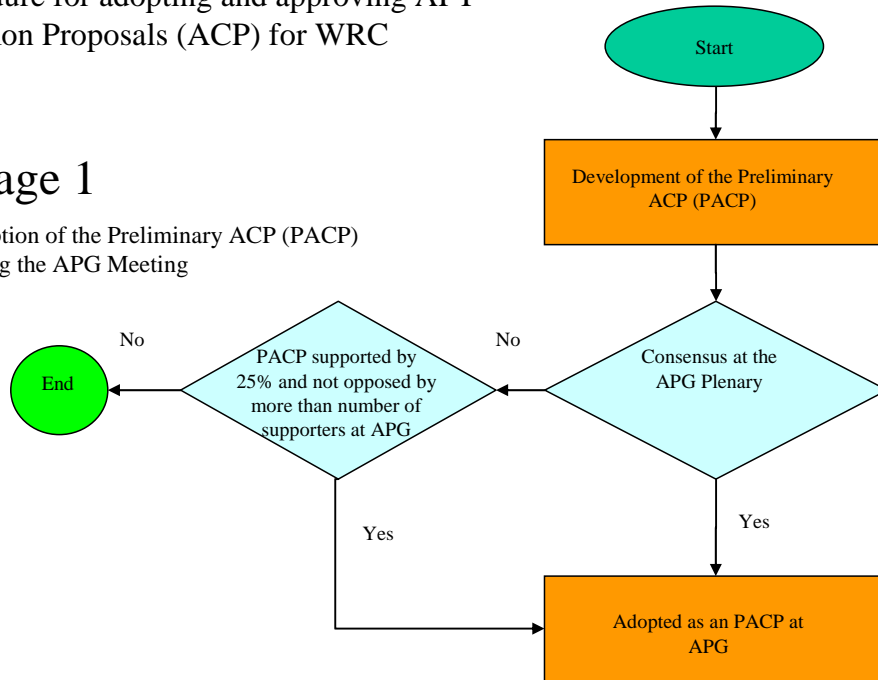 ure for adopting and approving APT
on Proposals (ACP) for WRC
Start
age 1
Development of the Preliminary
ACP (PACP)
tion of the Preliminary ACP (PACP)
g the APG Meeting
No
No
End
PACP supported by
25% and not opposed by
more than number of
supporters at APG
Consensus at the
APG Plenary
Yes
Yes
Adopted as an PACP at
APG